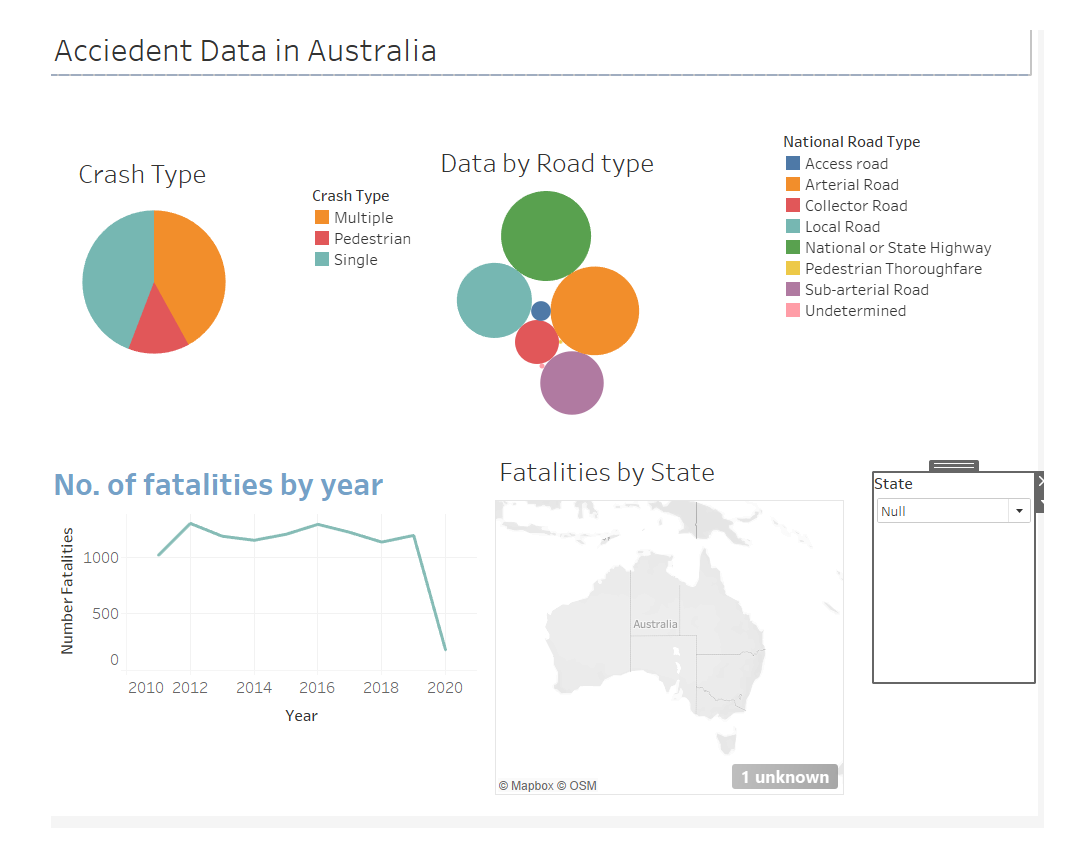 Acciedent Data in Australia
Crash Type
Crash Type
Multiple
Pedestrian
Single
Data by Road type
National Road Type
Access road
Arterial Road
Collector Road
Local Road
National or State Highway
Pedestrian Thoroughfare
Sub-arterial Road
Undetermined
No. of fatalities by year
Number Fatalities
1000
500
0
2010 2012 2014 2016 2018 2020
Year
Fatalities by State
Australia
1 unknown
© Mapbox © OSM
State
Null